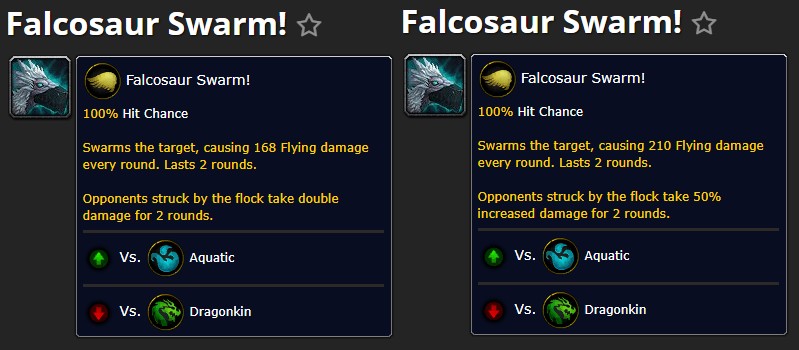 Falcosaur Swarm!
Falcosaur Swarm!
100% Hit Chance
Swarms the target, causing 168 Flying damage
every round. Lasts 2 rounds.
Opponents struck by the flock take double
damage for 2 rounds.
Vs. Aquatic
Vs. Dragonkin
Falcosaur Swarm!
Falcosaur Swarm!
100% Hit Chance
Swarms the target, causing 210 Flying damage
every round. Lasts 2 rounds.
Opponents struck by the flock take 50%
increased damage for 2 rounds.
Vs. Aquatic
Vs. Dragonkin